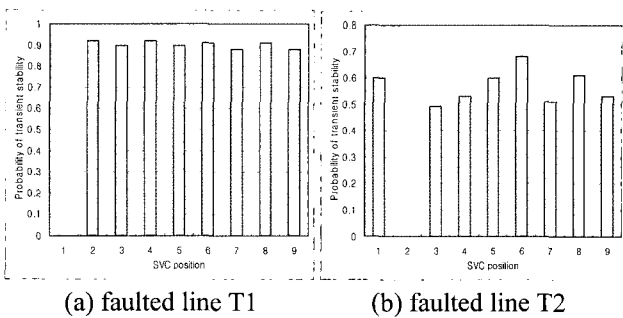 Probability of transient stability
1
0.9
0.8
0.7
0.6
0.5
0.4
0.3
0.2
0.1
0
1 2 3 4 5 6 7 8 9
SVC position
(a) faulted line T1
Probability of transient stability
0.8
0.7
0.6
0.5
0.4
0.3
0.2
0.1
0
1 2 3 4 5 6 7 8 9
SVC position
(b) faulted line T2